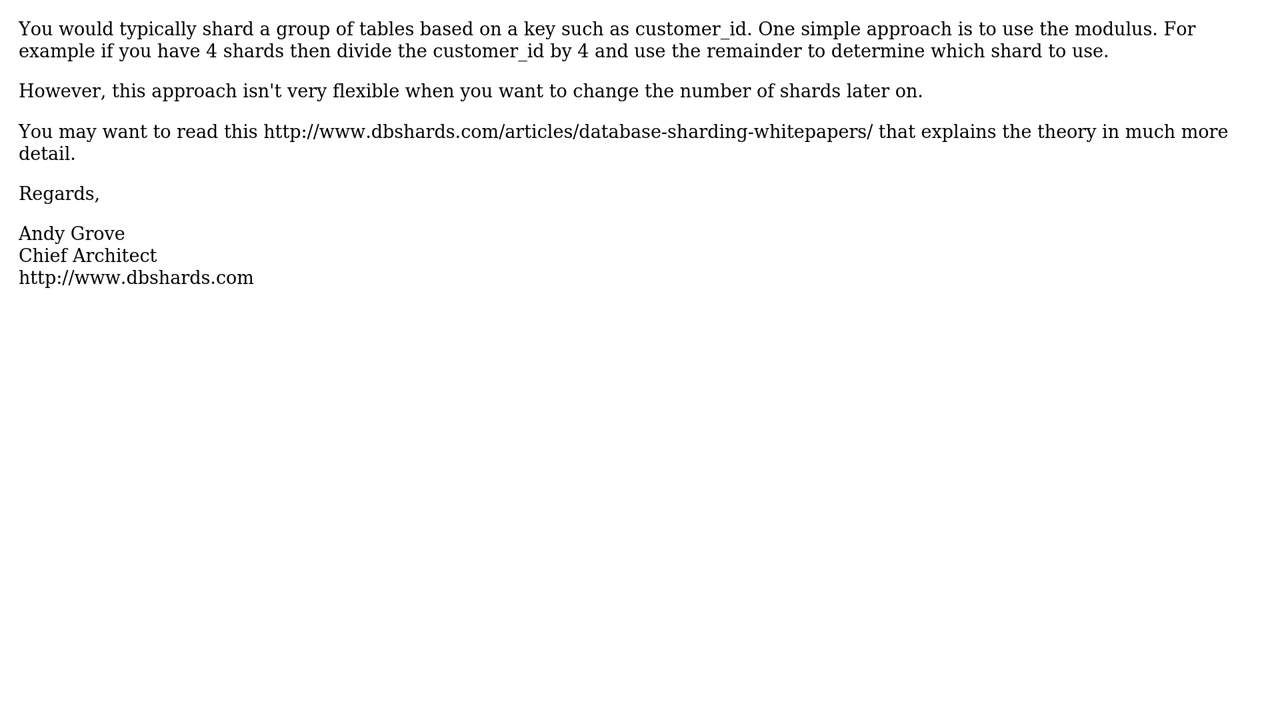 You would typically shard a group of tables based on a key such as customer_id. One simple approach is to use the modulus. For
example if you have 4 shards then divide the customer_id by 4 and use the remainder to determine which shard to use.
However, this approach isn't very flexible when you want to change the number of shards later on.
You may want to read this http://www.dbshards.com/articles/database-sharding-whitepapers/ that explains the theory in much more
detail.
Regards,
Andy Grove
Chief Architect
http://www.dbshards.com